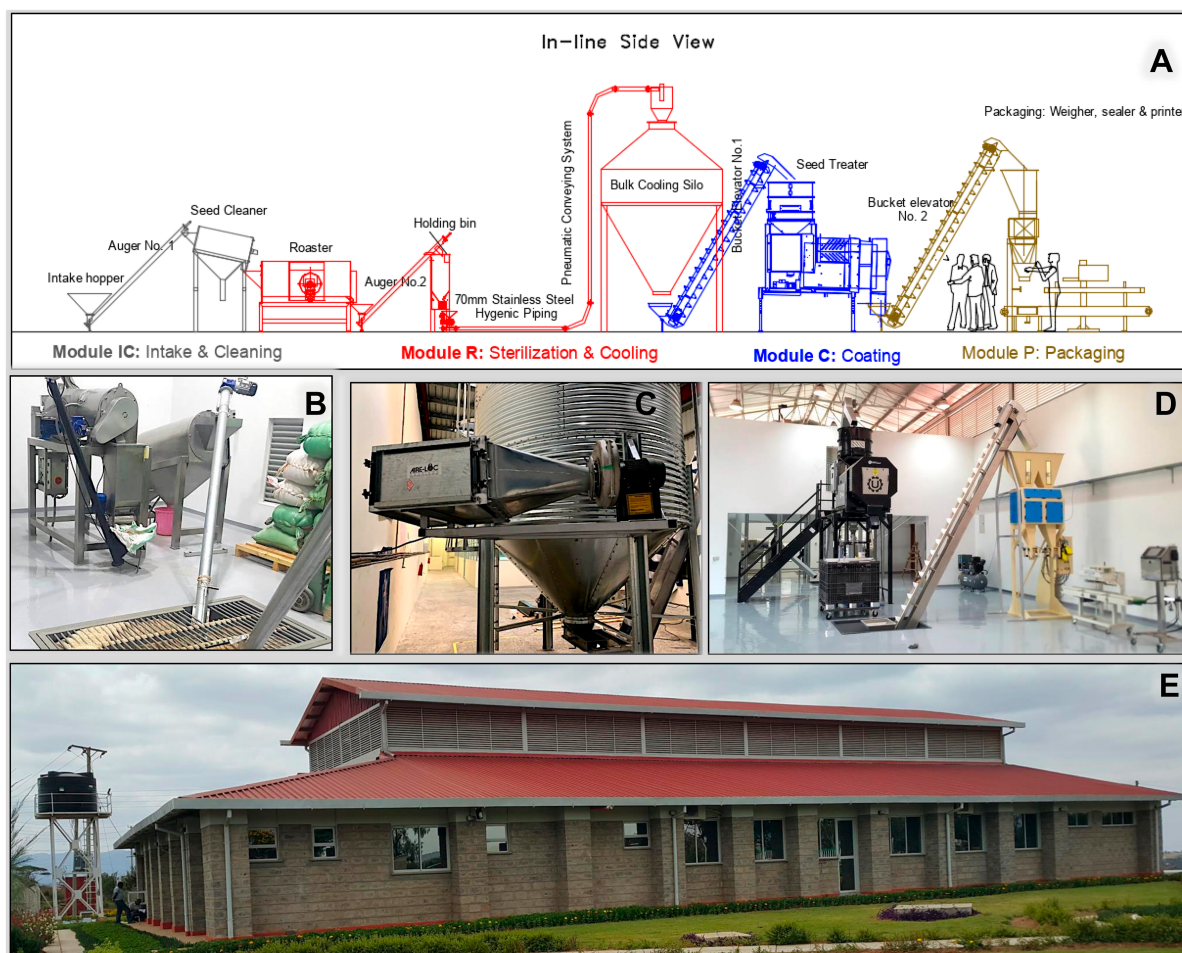 In-line Side View
A
Packaging: Weigher, sealer & printe
Pneumatic Conveying System
Bucket Elevator No.1
Seed Treater
Bulk Cooling Silo
Bucket elevator
No. 2
Seed Cleaner
Holding bin
Auger No. 1
Roaster
Intake hopper
Auger No.2
70mm Stainless Steel
Hygenic Piping
Module IC: Intake & Cleaning
Module R: Sterilization & Cooling
Module C: Coating
Module P: Packaging
B
C
AIRE-LOC
D
U
E